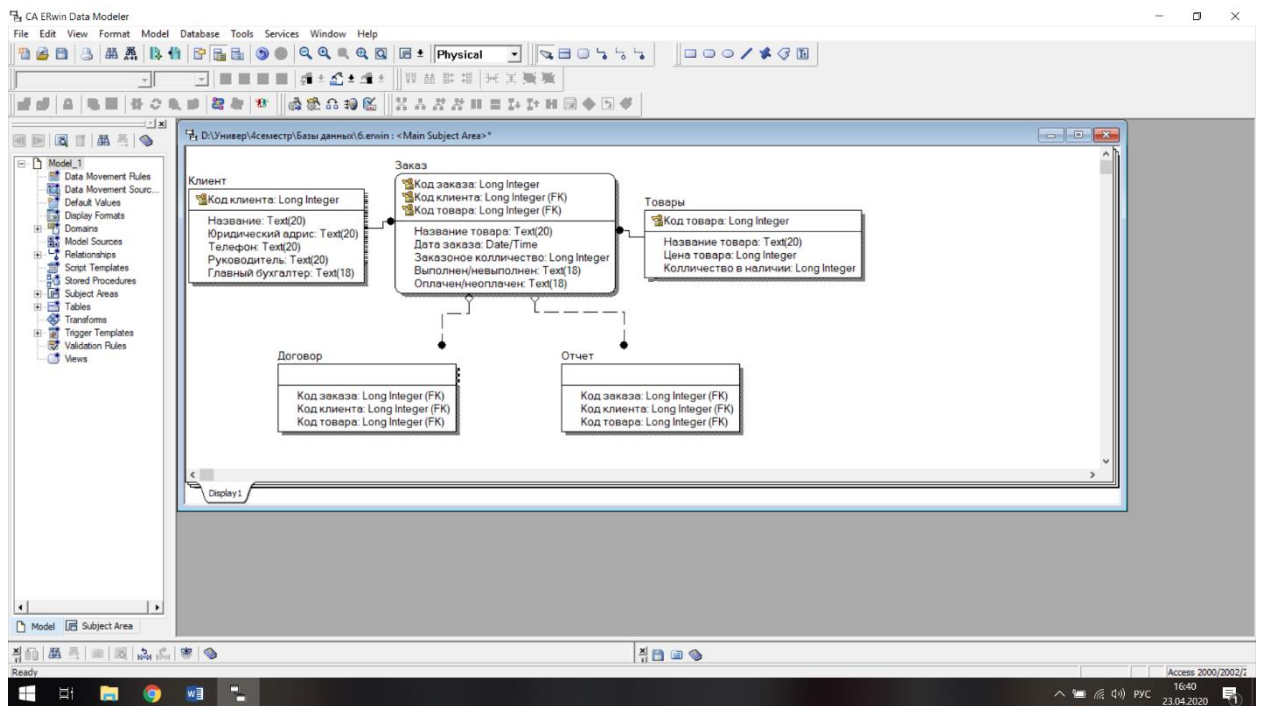 CA ERwin Data Modeler
File Edit View Format Model Database Tools Services Window Help
Physical
D:\Универ\4семестр\Базы данных\6.erwin : <Main Subject Area>*
Model_1
Data Movement Rules
Data Movement Sourc...
Default Values
Display Formats
Domains
Model Sources
Relationships
Script Templates
Stored Procedures
Subject Areas
Tables
Transforms
Trigger Templates
Validation Rules
Views
Клиент
Код клиента: Long Integer
Название: Text(20)
Юридический адрис: Text(20)
Телефон: Text(20)
Руководитель: Text(20)
Главный бухгалтер: Text(18)
Заказ
Код заказа: Long Integer
Код клиента: Long Integer (FK)
Код товара: Long Integer (FK)
Название товара: Text(20)
Дата заказа: Date/Time
Заказоное колличество: Long Integer
Выполнен/невыполнен: Text(18)
Оплачен/неоплачен: Text(18)
Товары
Код товара: Long Integer
Название товара: Text(20)
Цена товара: Long Integer
Колличество в наличии: Long Integer
Договор
Код заказа: Long Integer (FK)
Код клиента: Long Integer (FK)
Код товара: Long Integer (FK)
Отчет
Код заказа: Long Integer (FK)
Код клиента: Long Integer (FK)
Код товара: Long Integer (FK)
Display1
Model Subject Area
Ready
Access 2000/2002/2
РУС
16:40
23.04.2020